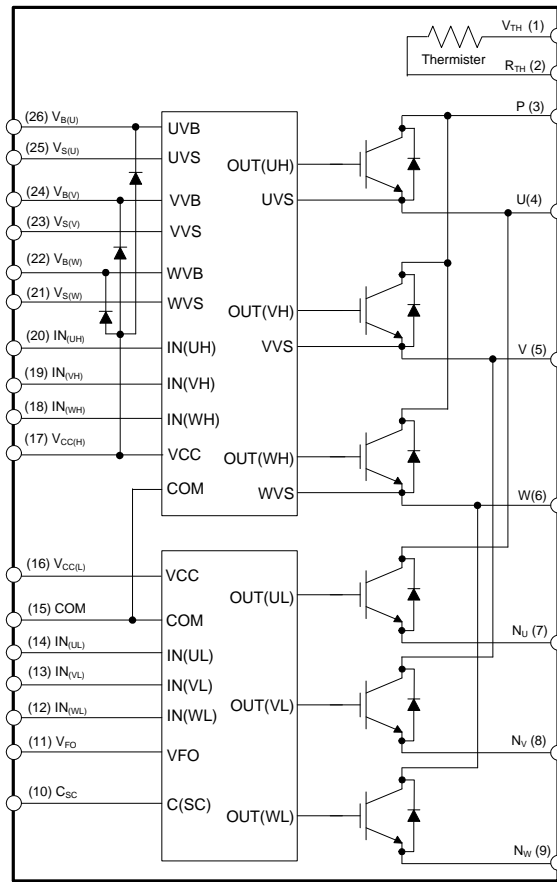 VTH (1)
Thermister
RTH (2)
P (3)
U(4)
V (5)
W(6)
NU (7)
NV (8)
NW (9)
(26) VB(U)
(25) VS(U)
(24) VB(V)
(23) VS(V)
(22) VB(W)
(21) VS(W)
(20) IN(UH)
(19) IN(VH)
(18) IN(WH)
(17) VCC(H)
(16) VCC(L)
(15) COM
(14) IN(UL)
(13) IN(VL)
(12) IN(WL)
(11) VFO
(10) CSC
UVB
UVS
VVB
VVS
WVB
WVS
IN(UH)
IN(VH)
IN(WH)
VCC
COM
OUT(UH)
UVS
OUT(VH)
VVS
OUT(WH)
WVS
VCC
COM
IN(UL)
IN(VL)
IN(WL)
VFO
C(SC)
OUT(UL)
OUT(VL)
OUT(WL)